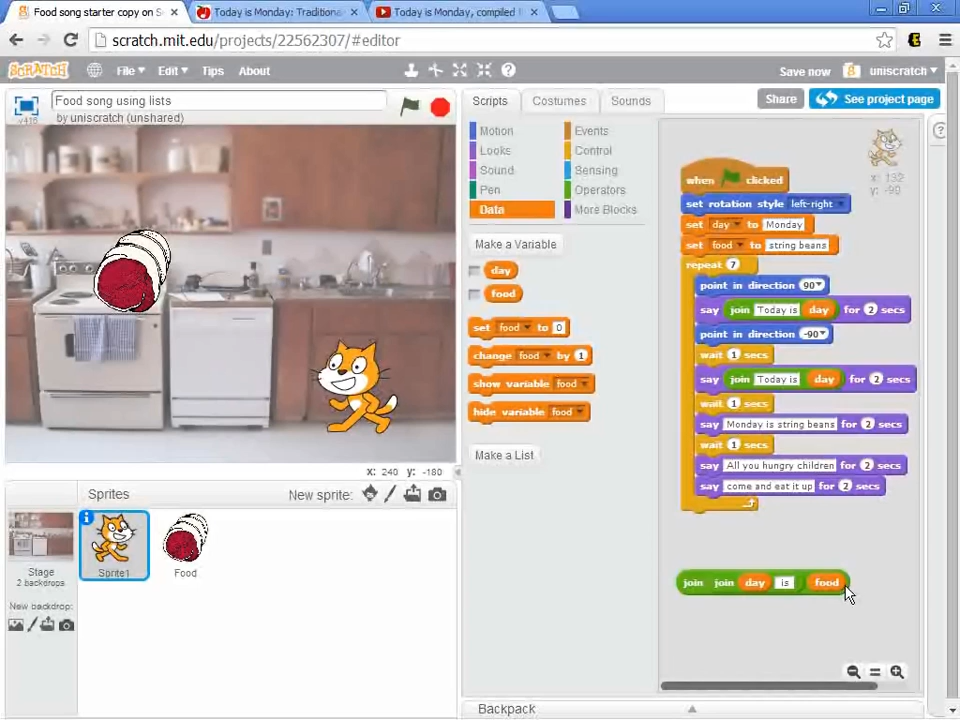 Food song starter copy on S
Today is Monday: Traditiona
Today is Monday, compiled
scratch.mit.edu/projects/22562307/#editor
SCRATCH File Edit Tips About Save now uniscratch
Food song using lists
by uniscratch (unshared)
v416
Scripts Costumes Sounds Share See project page
Motion Events
Looks Control
Sound Sensing
Pen Operators
Data More Blocks
Make a Variable
day
food
set food to 0
change food by 1
show variable food
hide variable food
Make a List
x: 132
y: -90
when clicked
set rotation style left-right
set day to Monday
set food to string beans
repeat 7
point in direction 90
say join Today is day for 2 secs
point in direction -90
wait 1 secs
say join Today is day for 2 secs
wait 1 secs
say Monday is string beans for 2 secs
wait 1 secs
say All you hungry children for 2 secs
say come and eat it up for 2 secs
join join day is food
x: 240 y: -180
Sprites New sprite:
Stage
2 backdrops
New backdrop:
Sprite1
Food
Backpack